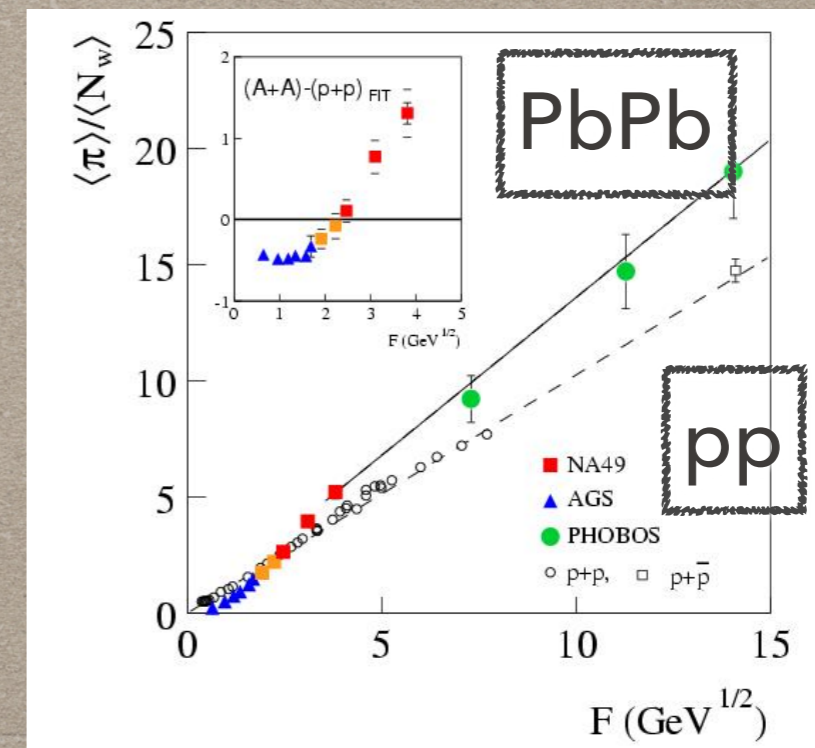 25
20
15
10
5
0
⟨π⟩/⟨N_w⟩
2
1
0
-1
(A+A)-(p+p) FIT
0 1 2 3 4 5
F (GeV^1/2)
PbPb
pp
NA49
AGS
PHOBOS
p+p, p+p̅
0 5 10 15
F (GeV^1/2)